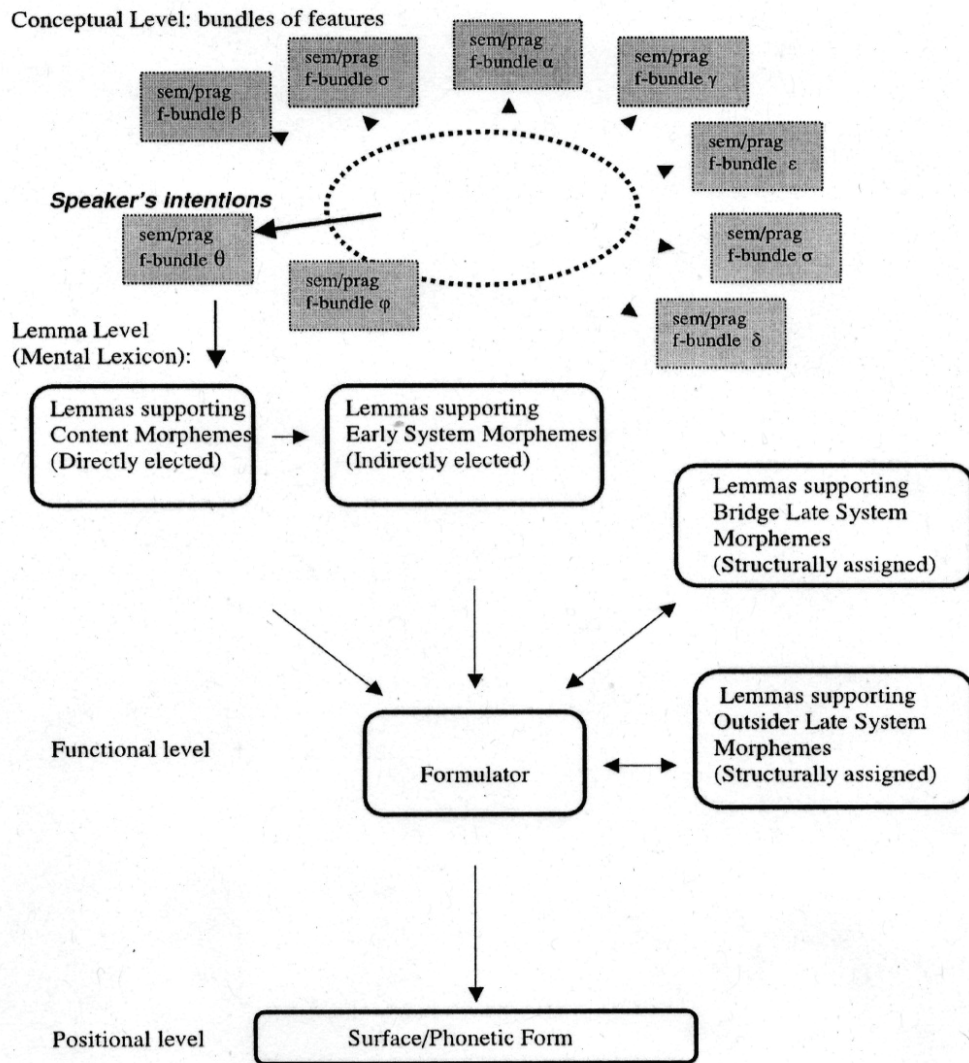 Conceptual Level: bundles of features
sem/prag
f-bundle α
sem/prag
f-bundle σ
sem/prag
f-bundle γ
sem/prag
f-bundle β
sem/prag
f-bundle ε
Speaker's intentions
sem/prag
f-bundle θ
sem/prag
f-bundle σ
sem/prag
f-bundle φ
sem/prag
f-bundle δ
Lemma Level
(Mental Lexicon):
Lemmas supporting
Content Morphemes
(Directly elected)
Lemmas supporting
Early System Morphemes
(Indirectly elected)
Lemmas supporting
Bridge Late System
Morphemes
(Structurally assigned)
Lemmas supporting
Outsider Late System
Morphemes
(Structurally assigned)
Functional level
Formulator
Positional level
Surface/Phonetic Form